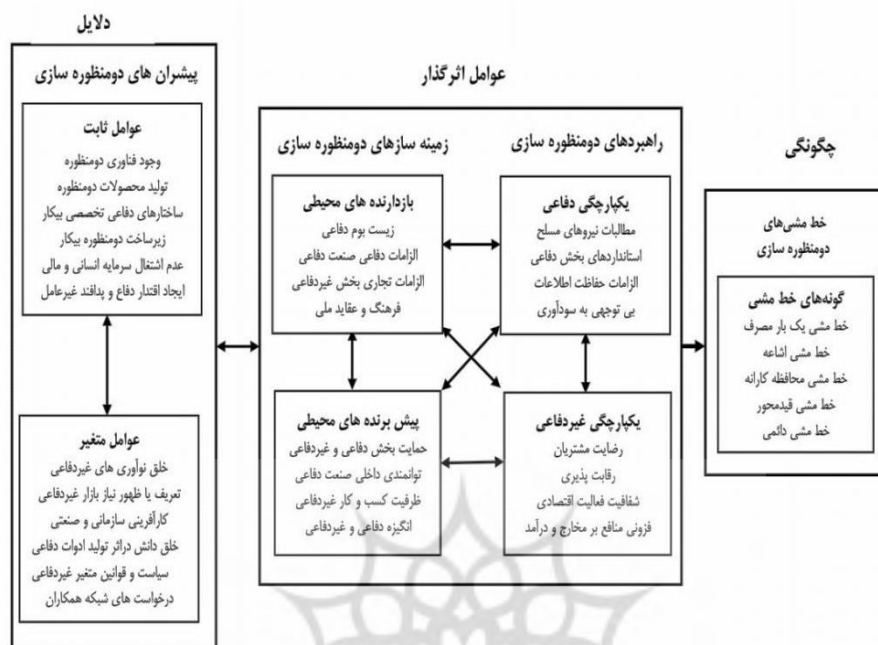 دلایل
پیشران های دومنظوره سازی
عوامل ثابت
وجود فناوری دومنظوره
تولید محصولات دومنظوره
ساختارهای دفاعی تخصصی بیکار
زیرساخت دومنظوره بیکار
عدم اشتغال سرمایه انسانی و مالی
ایجاد اقتدار دفاع و پدافند غیرعامل
عوامل متغیر
خلق نوآوری های غیردفاعی
تعریف یا ظهور نیاز بازار غیردفاعی
کارآفرینی سازمانی و صنعتی
خلق دانش دراثر تولید ادوات دفاعی
سیاست و قوانین متغیر غیردفاعی
درخواست های شبکه همکاران
عوامل اثرگذار
راهبردهای دومنظوره سازی
یکپارچگی دفاعی
مطالبات نیروهای مسلح
استانداردهای بخش دفاعی
الزامات حفاظت اطلاعات
بی توجهی به سودآوری
یکپارچگی غیردفاعی
رضایت مشتریان
رقابت پذیری
شفافیت فعالیت اقتصادی
فزونی منافع بر مخارج و درآمد
زمینه سازهای دومنظوره سازی
بازدارنده های محیطی
زیست بوم دفاعی
الزامات دفاعی صنعت دفاعی
الزامات تجاری بخش غیردفاعی
فرهنگ و عقاید ملی
پیش برنده های محیطی
حمایت بخش دفاعی و غیردفاعی
توانمندی داخلی صنعت دفاعی
ظرفیت کسب و کار غیردفاعی
انگیزه دفاعی و غیردفاعی
چگونگی
خط مشی‌های
دومنظوره سازی
گونه‌های خط مشی
خط مشی یک بار مصرف
خط مشی اشاعه
خط مشی محافظه کارانه
خط مشی قیدمحور
خط مشی دائمی